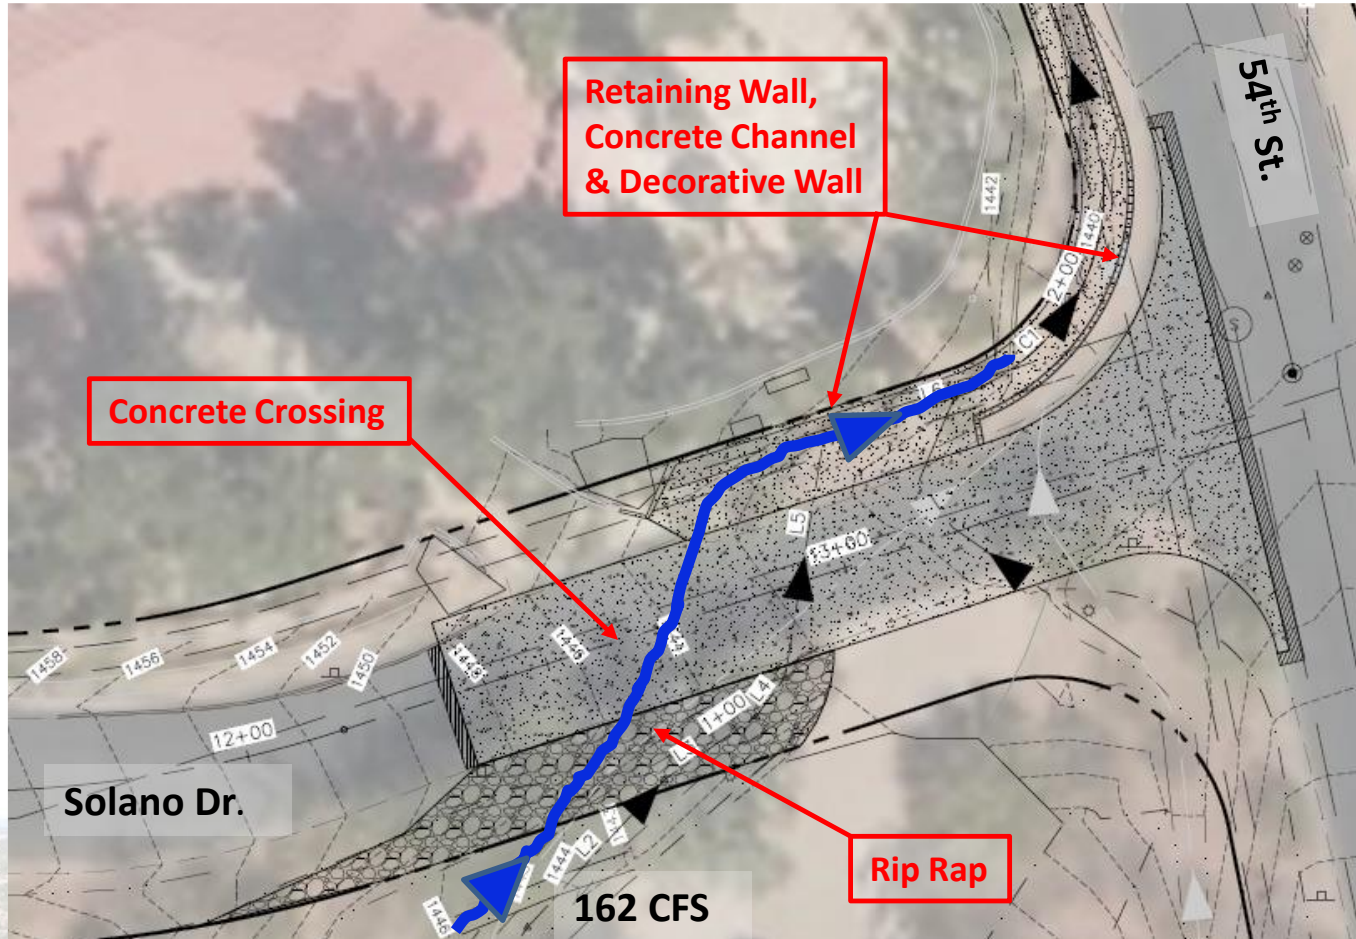 Retaining Wall,
Concrete Channel
& Decorative Wall
54th St.
1442
1440
2+00
C1
L6
Concrete Crossing
L5
13+00
1458
1456
1454
1452
1450
1448
12+00
1+00
L4
L3
Solano Dr.
L2
1444
1446
Rip Rap
162 CFS
S